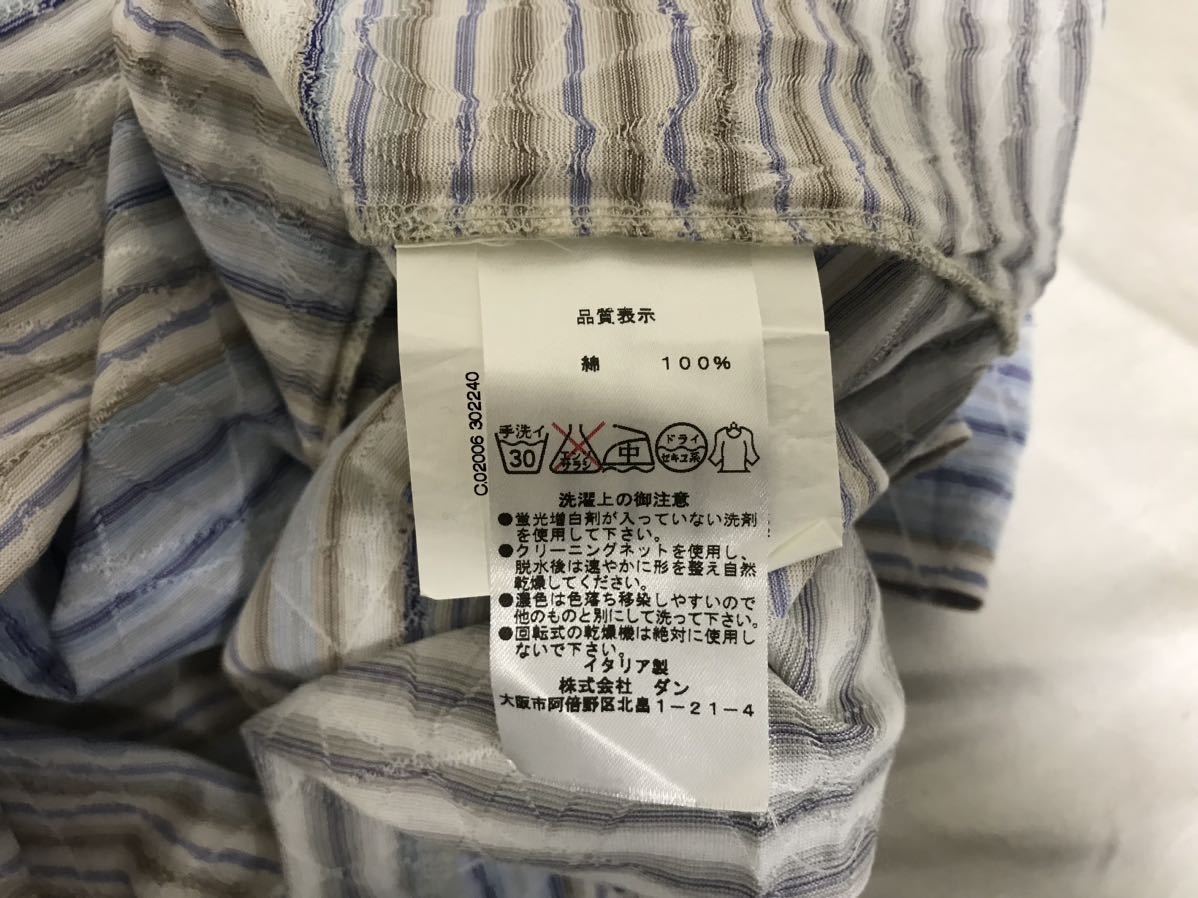 品質表示
綿 100%
C.02006 302240
手洗イ
30
エンソ
サラシ
中
ドライ
セキユ系
洗濯上の御注意
●蛍光増白剤が入っていない洗剤
を使用して下さい。
●クリーニングネットを使用し、
脱水後は速やかに形を整え自然
乾燥してください。
●濃色は色落ち移染しやすいので
他のものと別にして洗って下さい。
●回転式の乾燥機は絶対に使用し
ないで下さい。
イタリア製
株式会社 ダン
大阪市阿倍野区北畠1-21-4